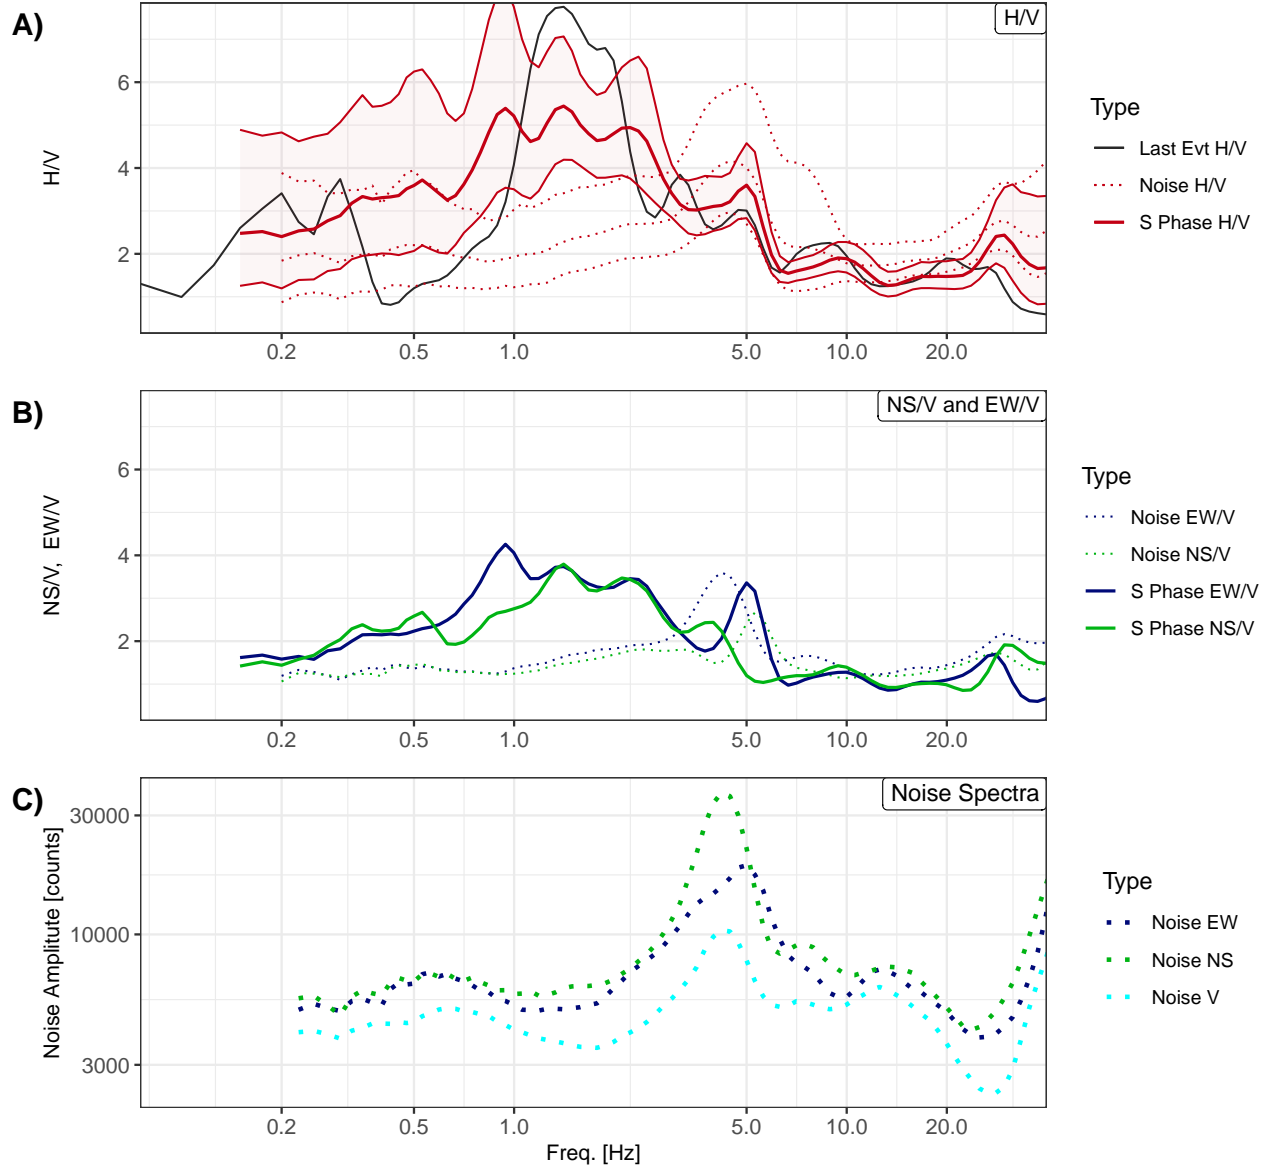 A)
H/V
H/V
6
4
2
0.2 0.5 1.0 5.0 10.0 20.0
Type
Last Evt H/V
Noise H/V
S Phase H/V
B)
NS/V and EW/V
NS/V, EW/V
6
4
2
0.2 0.5 1.0 5.0 10.0 20.0
Type
Noise EW/V
Noise NS/V
S Phase EW/V
S Phase NS/V
C)
Noise Spectra
Noise Amplitute [counts]
30000
10000
3000
0.2 0.5 1.0 5.0 10.0 20.0
Freq. [Hz]
Type
Noise EW
Noise NS
Noise V